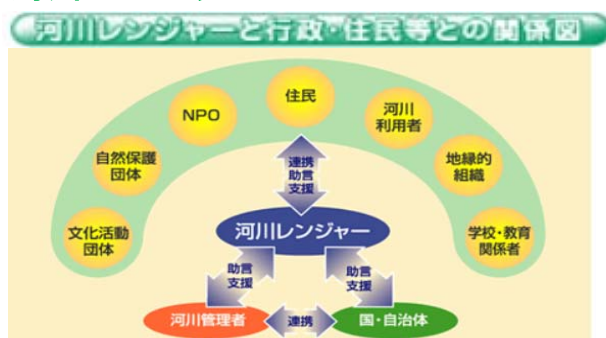 河川レンジャーと行政・住民等との関係図
住民
NPO
河川
利用者
自然保護
団体
地縁的
組織
文化活動
団体
学校・教育
関係者
連携
助言
支援
河川レンジャー
助言
支援
助言
支援
河川管理者
連携
国・自治体